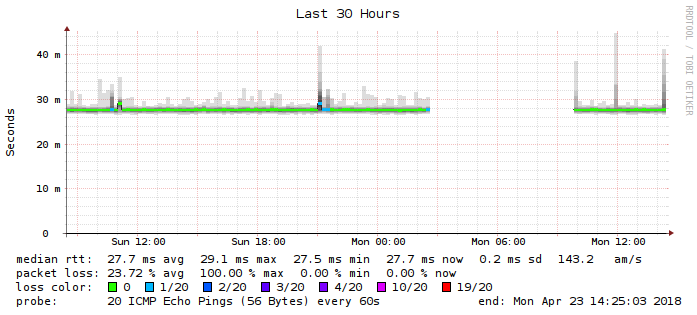 Last 30 Hours
RRDTOOL / TOBI OETIKER
Seconds
40 m
30 m
20 m
10 m
0
Sun 12:00 Sun 18:00 Mon 00:00 Mon 06:00 Mon 12:00
median rtt: 27.7 ms avg 29.1 ms max 27.5 ms min 27.7 ms now 0.2 ms sd 143.2 am/s
packet loss: 23.72 % avg 100.00 % max 0.00 % min 0.00 % now
loss color: 0 1/20 2/20 3/20 4/20 10/20 19/20
probe: 20 ICMP Echo Pings (56 Bytes) every 60s end: Mon Apr 23 14:25:03 2018